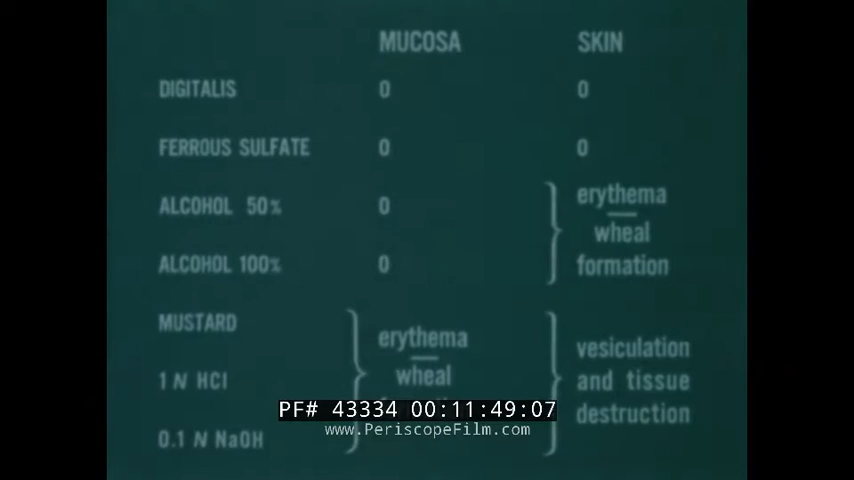 MUCOSA SKIN
DIGITALIS 0 0
FERROUS SULFATE 0 0
ALCOHOL 50% 0
ALCOHOL 100% 0
erythema
wheal
formation
MUSTARD
1 N HCl
0.1 N NaOH
erythema
wheal
vesiculation
and tissue
destruction
PF# 43334 00:11:49:07
www.PeriscopeFilm.com